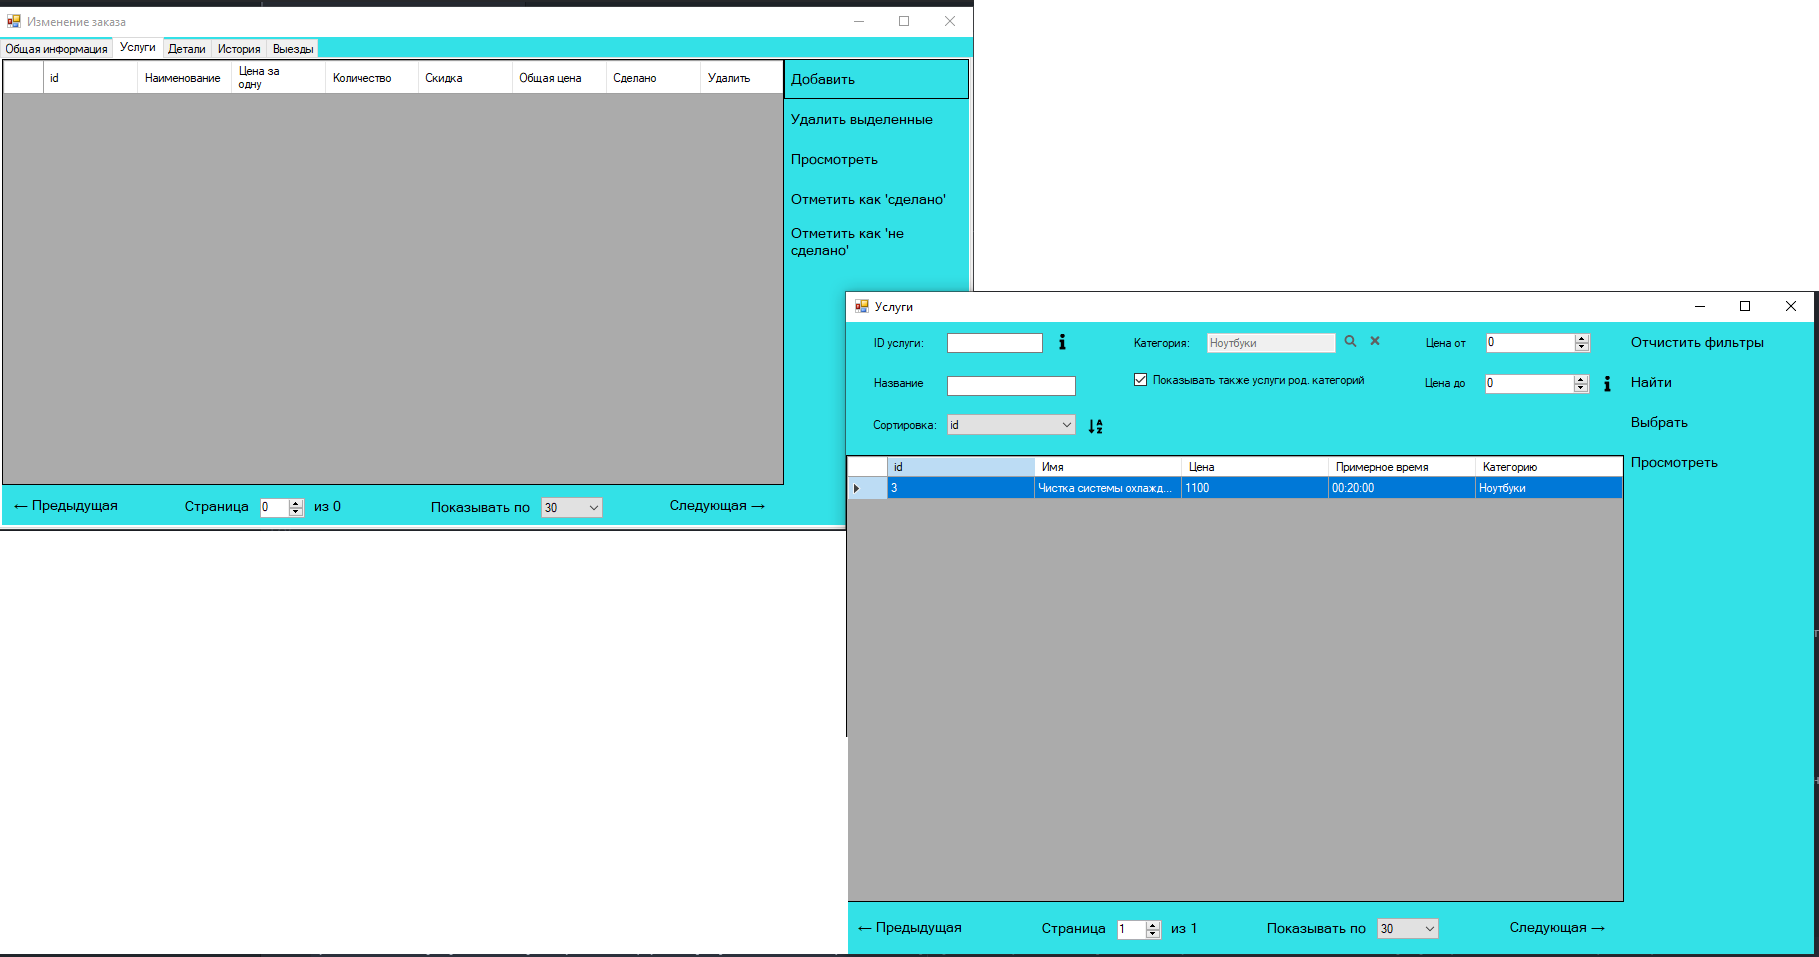 Изменение заказа
Общая информация Услуги Детали История Выезды
id Наименование Цена за одну Количество Скидка Общая цена Сделано Удалить
Добавить
Удалить выделенные
Просмотреть
Отметить как 'сделано'
Отметить как 'не
сделано'
← Предыдущая Страница 0 из 0 Показывать по 30 Следующая →
Услуги
ID услуги: Категория: Ноутбуки Цена от 0 Отчистить фильтры
Название Показывать также услуги род. категорий Цена до 0 Найти
Сортировка: id Выбрать
Просмотреть
id Имя Цена Примерное время Категорию
3 Чистка системы охлажд... 1100 00:20:00 Ноутбуки
← Предыдущая Страница 1 из 1 Показывать по 30 Следующая →